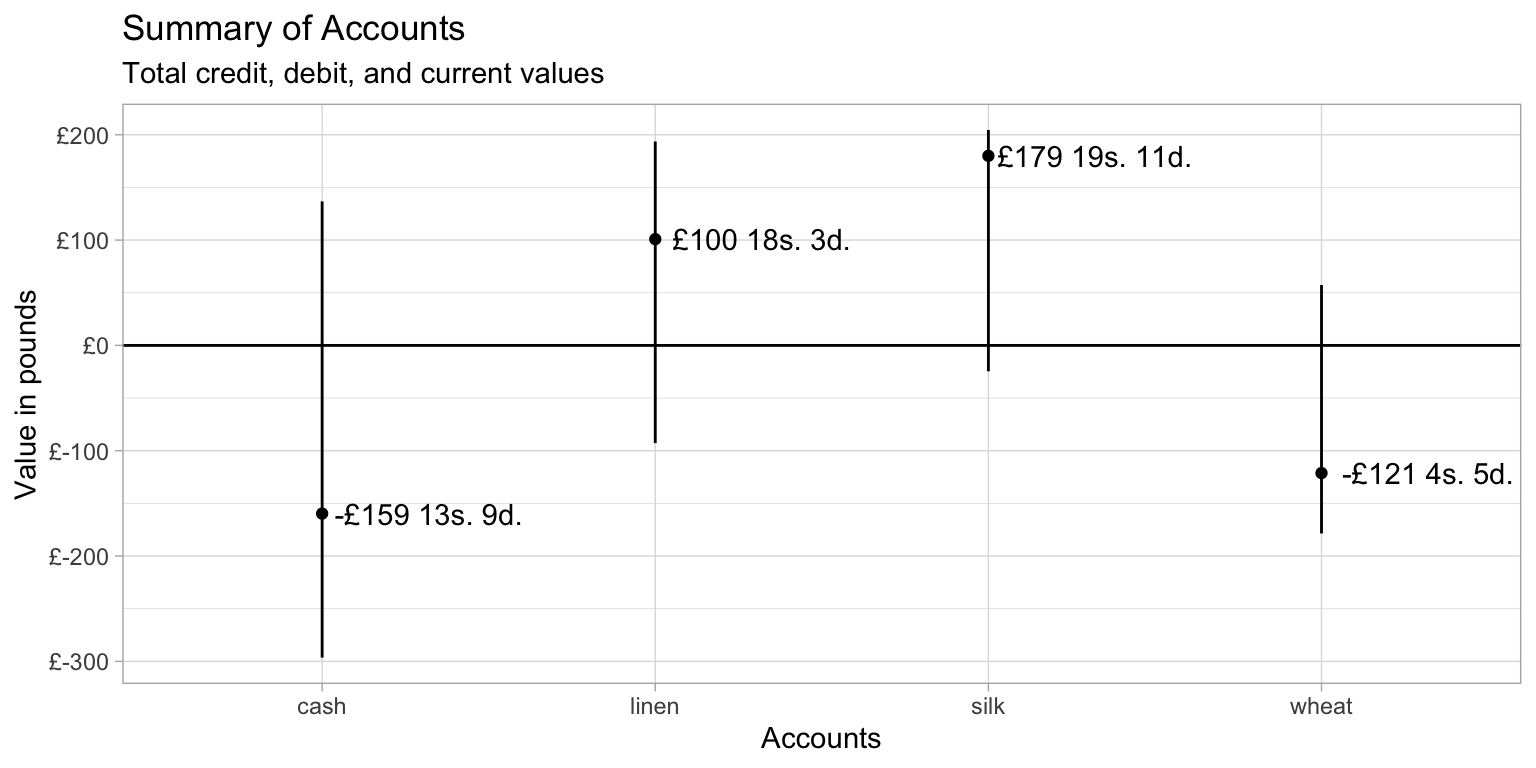 Summary of Accounts
Total credit, debit, and current values
Value in pounds
£200
£100
£0
£-100
£-200
£-300
£179 19s. 11d.
£100 18s. 3d.
-£121 4s. 5d.
-£159 13s. 9d.
cash linen silk wheat
Accounts